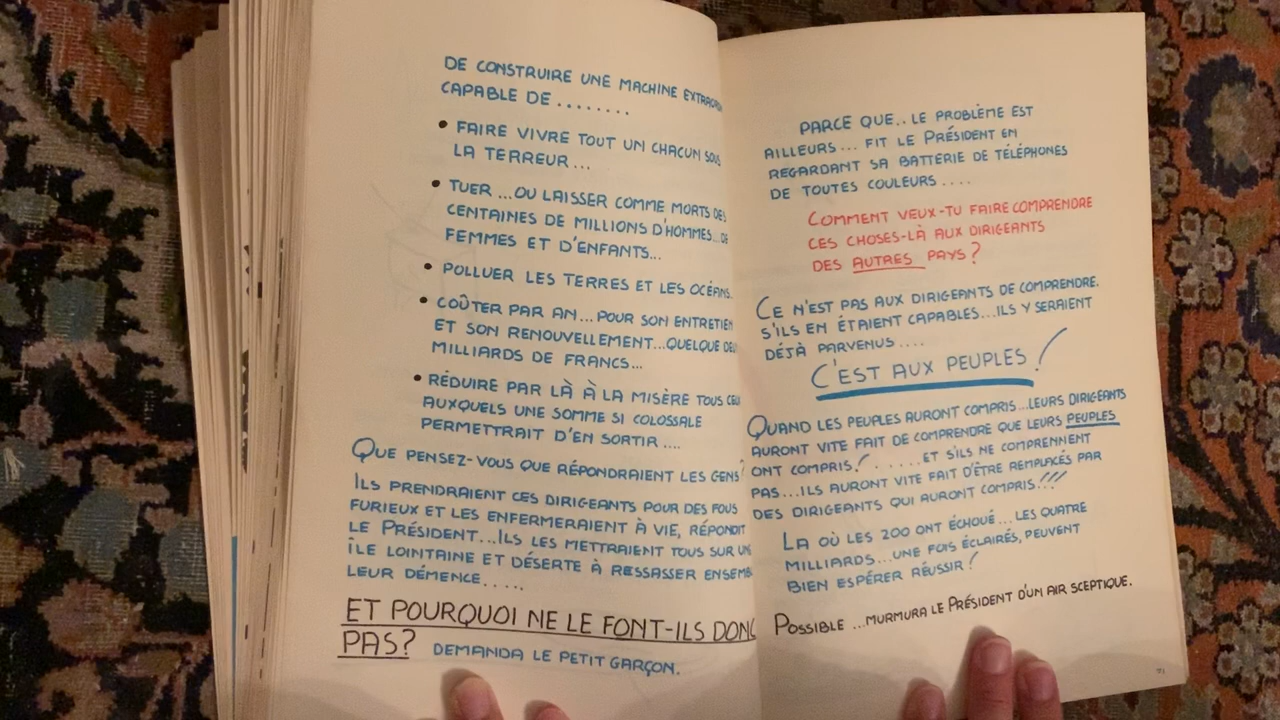 DE CONSTRUIRE UNE MACHINE
CAPABLE DE ........
• FAIRE VIVRE TOUT UN CHACUN SOUS
LA TERREUR ...
• TUER ... OU LAISSER COMME MORTS DES
CENTAINES DE MILLIONS D'HOMMES... DE
FEMMES ET D'ENFANTS...
• POLLUER LES TERRES ET LES OCÉANS.
• COÛTER PAR AN ... POUR SON ENTRETIEN
ET SON RENOUVELLEMENT... QUELQUE
MILLIARDS DE FRANCS...
• RÉDUIRE PAR LÀ À LA MISÈRE TOUS
AUXQUELS UNE SOMME SI COLOSSALE
PERMETTRAIT D'EN SORTIR ....
QUE PENSEZ-VOUS QUE RÉPONDRAIENT LES GENS?
ILS PRENDRAIENT CES DIRIGEANTS POUR DES FOUS
FURIEUX ET LES ENFERMERAIENT À VIE, RÉPONDIT
LE PRÉSIDENT... ILS LES METTRAIENT TOUS SUR UNE
ÎLE LOINTAINE ET DÉSERTE À RESSASSER
LEUR DÉMENCE .....
ET POURQUOI NE LE FONT-ILS DONC
PAS? DEMANDA LE PETIT GARÇON.
PARCE QUE.. LE PROBLÈME EST
AILLEURS ... FIT LE PRÉSIDENT EN
REGARDANT SA BATTERIE DE TÉLÉPHONES
DE TOUTES COULEURS ....
COMMENT VEUX-TU FAIRE COMPRENDRE
CES CHOSES-LÀ AUX DIRIGEANTS
DES AUTRES PAYS?
CE N'EST PAS AUX DIRIGEANTS DE COMPRENDRE.
S'ILS EN ÉTAIENT CAPABLES... ILS Y SERAIENT
DÉJÀ PARVENUS ....
C'EST AUX PEUPLES!
QUAND LES PEUPLES AURONT COMPRIS... LEURS DIRIGEANTS
AURONT VITE FAIT DE COMPRENDRE QUE LEURS PEUPLES
ONT COMPRIS! ...... ET S'ILS NE COMPRENNENT
PAS... ILS AURONT VITE FAIT D'ÊTRE REMPLACÉS PAR
DES DIRIGEANTS QUI AURONT COMPRIS!!!
LA OÙ LES 200 ONT ÉCHOUÉ... LES QUATRE
MILLIARDS... UNE FOIS ÉCLAIRÉS, PEUVENT
BIEN ESPÉRER RÉUSSIR!
POSSIBLE ... MURMURA LE PRÉSIDENT D'UN AIR SCEPTIQUE.